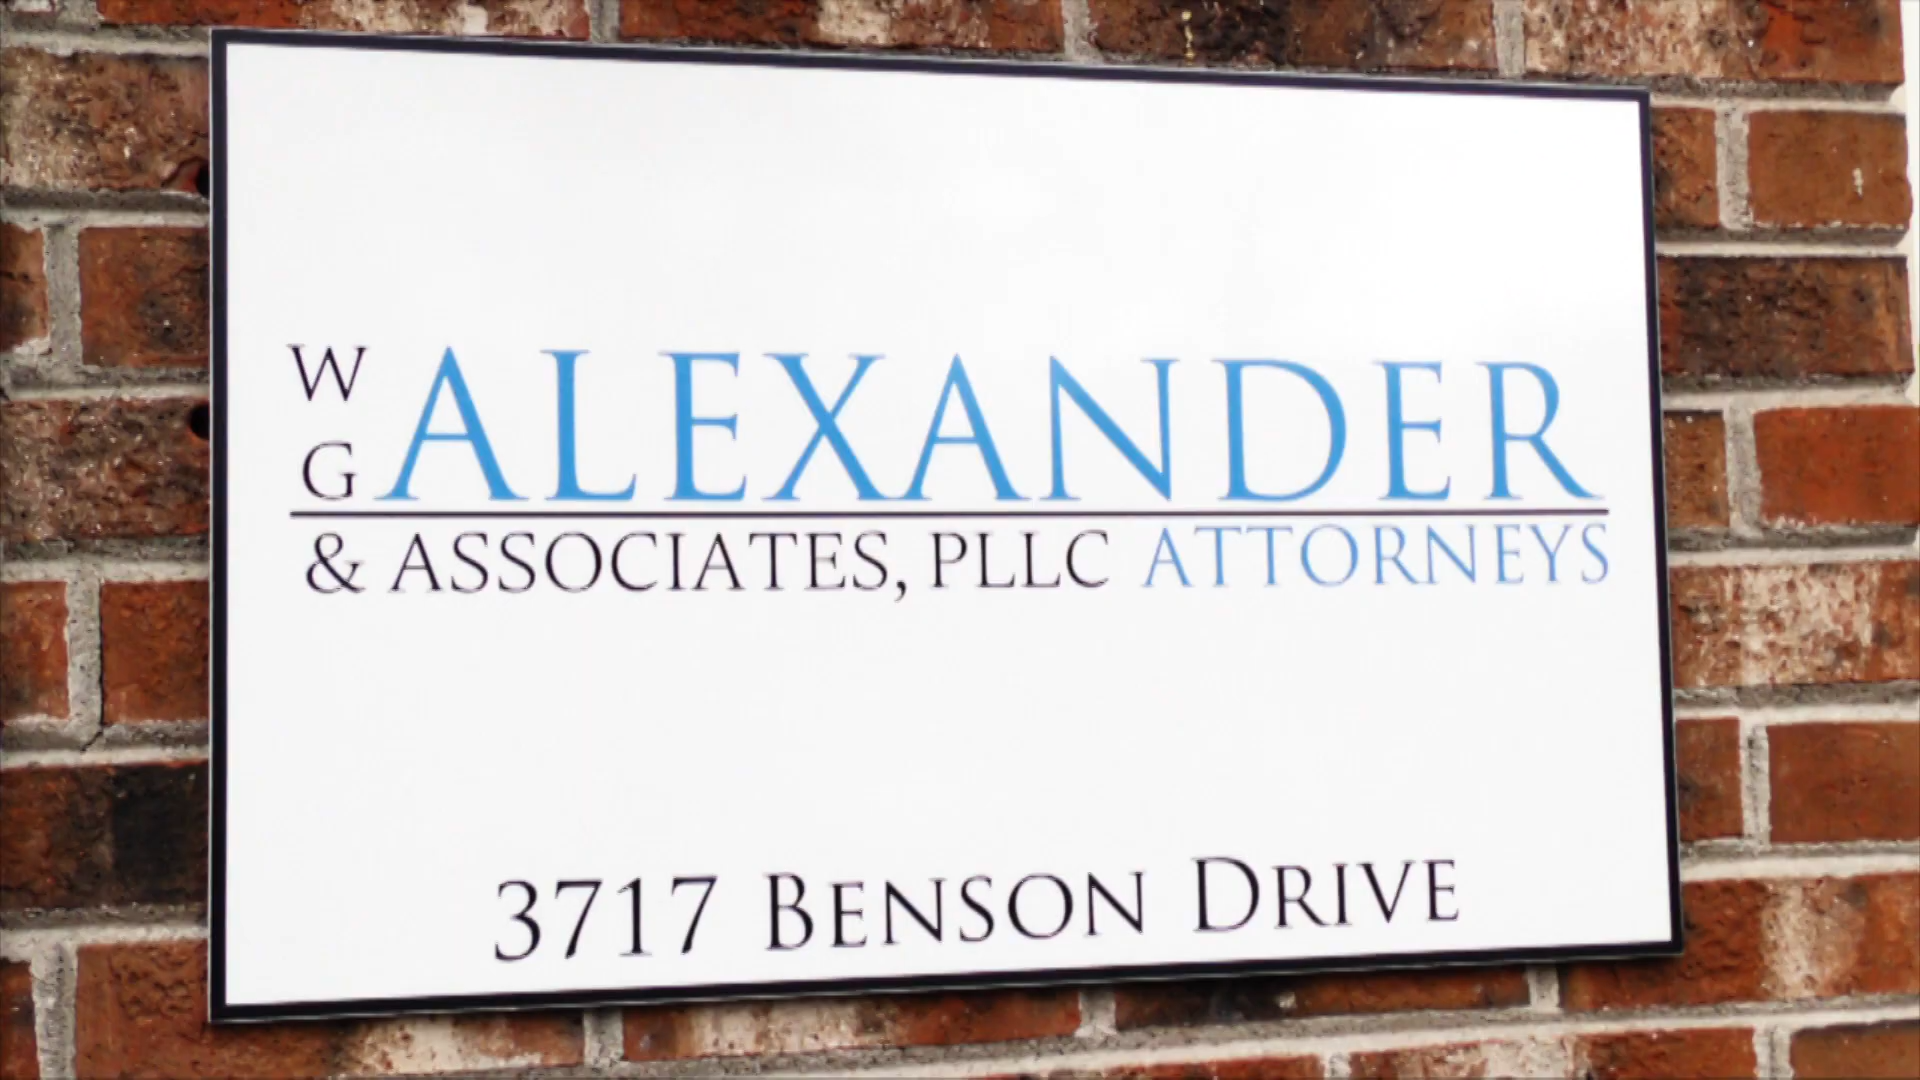 W
G ALEXANDER
& ASSOCIATES, PLLC ATTORNEYS
3717 BENSON DRIVE